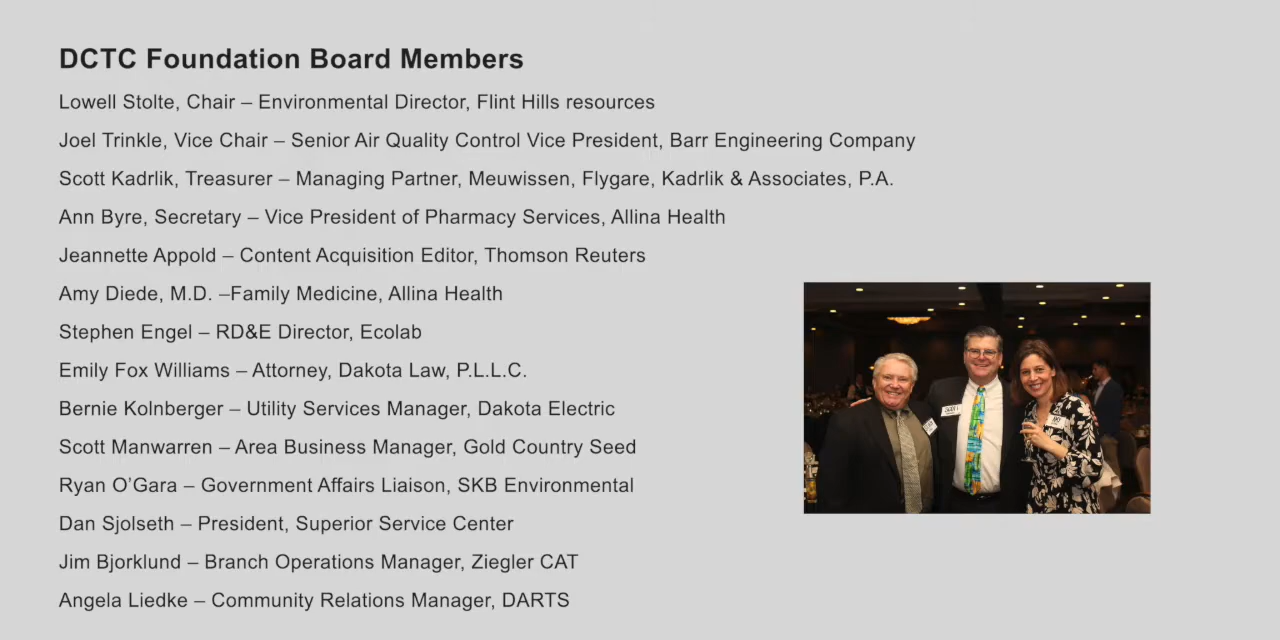 DCTC Foundation Board Members
Lowell Stolte, Chair – Environmental Director, Flint Hills resources
Joel Trinkle, Vice Chair – Senior Air Quality Control Vice President, Barr Engineering Company
Scott Kadrlik, Treasurer – Managing Partner, Meuwissen, Flygare, Kadrlik & Associates, P.A.
Ann Byre, Secretary – Vice President of Pharmacy Services, Allina Health
Jeannette Appold – Content Acquisition Editor, Thomson Reuters
Amy Diede, M.D. –Family Medicine, Allina Health
Stephen Engel – RD&E Director, Ecolab
Emily Fox Williams – Attorney, Dakota Law, P.L.L.C.
Bernie Kolnberger – Utility Services Manager, Dakota Electric
Scott Manwarren – Area Business Manager, Gold Country Seed
Ryan O’Gara – Government Affairs Liaison, SKB Environmental
Dan Sjolseth – President, Superior Service Center
Jim Bjorklund – Branch Operations Manager, Ziegler CAT
Angela Liedke – Community Relations Manager, DARTS